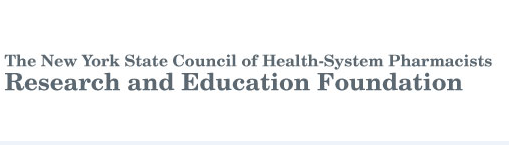 The New York State Council of Health-System Pharmacists
Research and Education Foundation